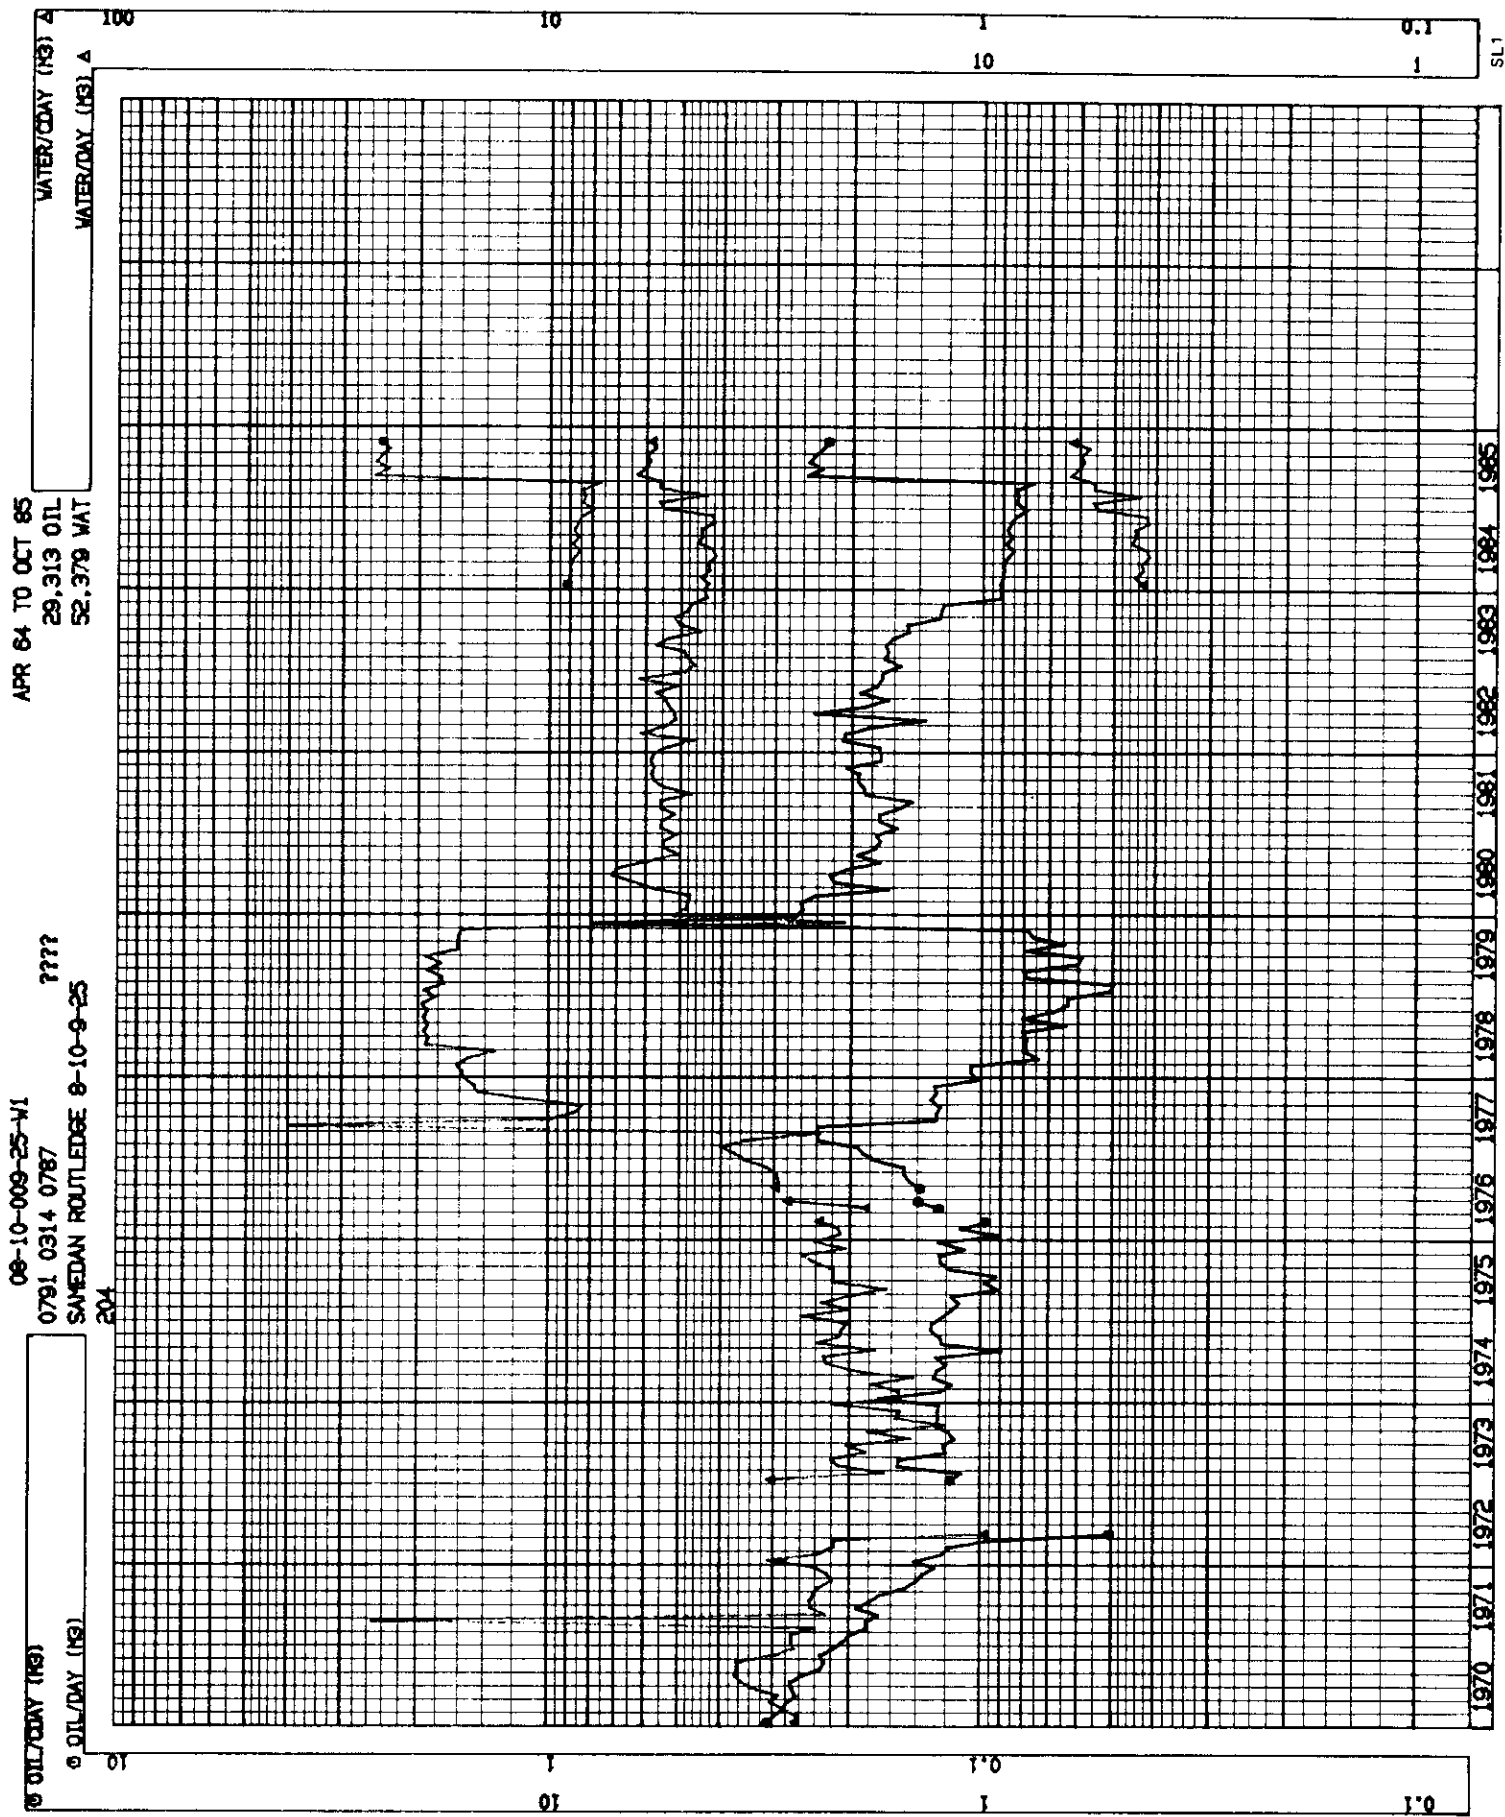 08-10-009-25-W1
0791 0314 0787 ????
SAMEDAN ROUTLEDGE 8-10-9-25
204
APR 64 TO OCT 85
29,313 OIL
52,379 WAT
⊕ OIL/CDAY (M3)
⊙ OIL/DAY (M3)
WATER/CDAY (M3) Δ
WATER/DAY (M3) Δ
100 10 1 0.1
10 1
10 1 0.1
10 1 0.1
1970 1971 1972 1973 1974 1975 1976 1977 1978 1979 1980 1981 1982 1983 1984 1985
SL1